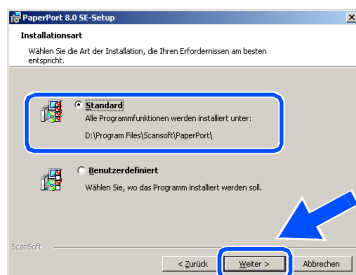 PaperPort 8.0 SE-Setup
Installationsart
Wählen Sie die Art der Installation, die Ihren Erfordernissen am besten
entspricht.
Standard
Alle Programmfunktionen werden installiert unter:
D:\Program Files\Scansoft\PaperPort\
Benutzerdefiniert
Wählen Sie, wo das Programm installiert werden soll.
ScanSoft
< Zurück Weiter > Abbrechen